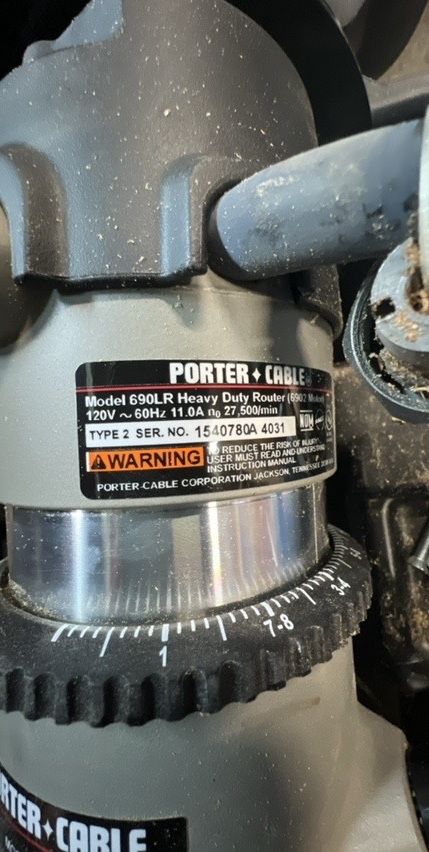 PORTER+CABLE®
Model 690LR Heavy Duty Router (6902 Motor)
120V ~ 60Hz 11.0A n0 27,500/min
TYPE 2 SER. NO. 1540780A 4031
NOM
WARNING
TO REDUCE THE RISK OF INJURY,
USER MUST READ AND UNDERSTAND
INSTRUCTION MANUAL
PORTER-CABLE CORPORATION JACKSON, TENNESSEE
1
7-8
3-4
RTER+CABLE